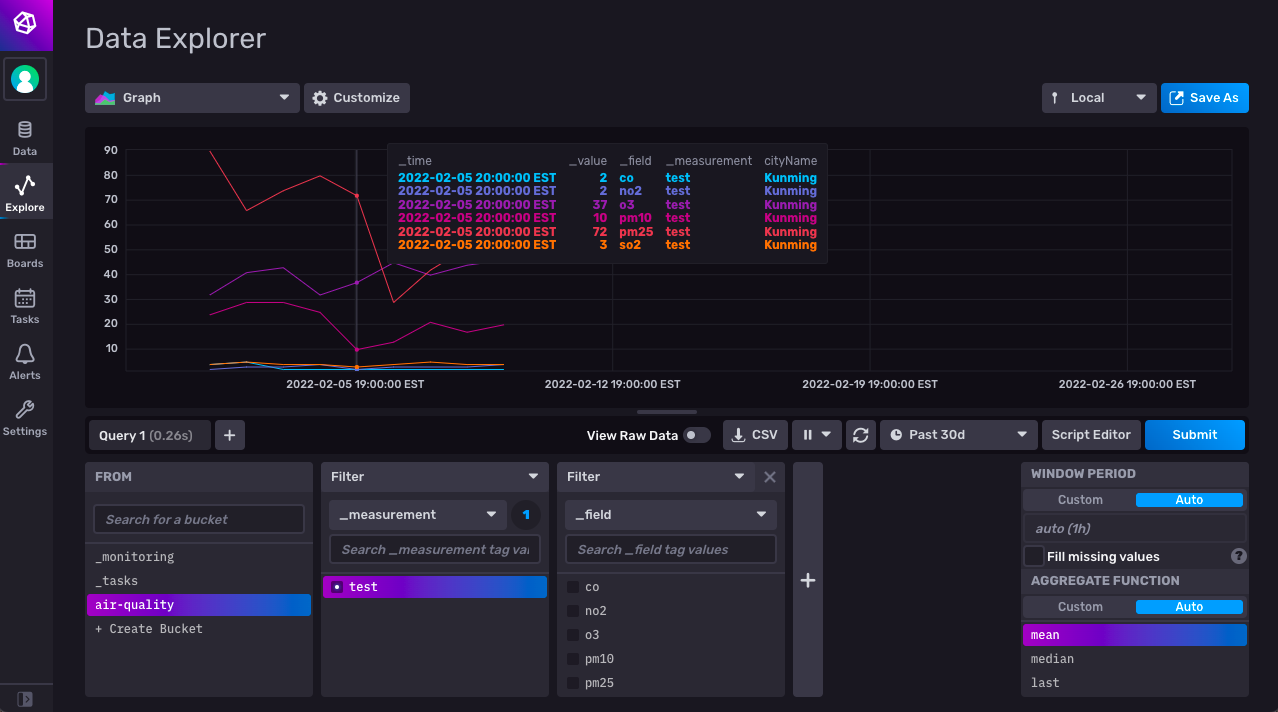 Data Explorer
Graph
Customize
Local
Save As
Data
Explore
Boards
Tasks
Alerts
Settings
90
80
70
60
50
40
30
20
10
_time _value _field _measurement cityName
2022-02-05 20:00:00 EST 2 co test Kunming
2022-02-05 20:00:00 EST 2 no2 test Kunming
2022-02-05 20:00:00 EST 37 o3 test Kunming
2022-02-05 20:00:00 EST 10 pm10 test Kunming
2022-02-05 20:00:00 EST 72 pm25 test Kunming
2022-02-05 20:00:00 EST 3 so2 test Kunming
2022-02-05 19:00:00 EST 2022-02-12 19:00:00 EST 2022-02-19 19:00:00 EST 2022-02-26 19:00:00 EST
Query 1 (0.26s)
+
View Raw Data
CSV
Past 30d
Script Editor
Submit
FROM
Search for a bucket
_monitoring
_tasks
air-quality
+ Create Bucket
Filter
_measurement
1
Search _measurement tag val
test
Filter
_field
Search _field tag values
co
no2
o3
pm10
pm25
+
WINDOW PERIOD
Custom Auto
auto (1h)
Fill missing values ?
AGGREGATE FUNCTION
Custom Auto
mean
median
last